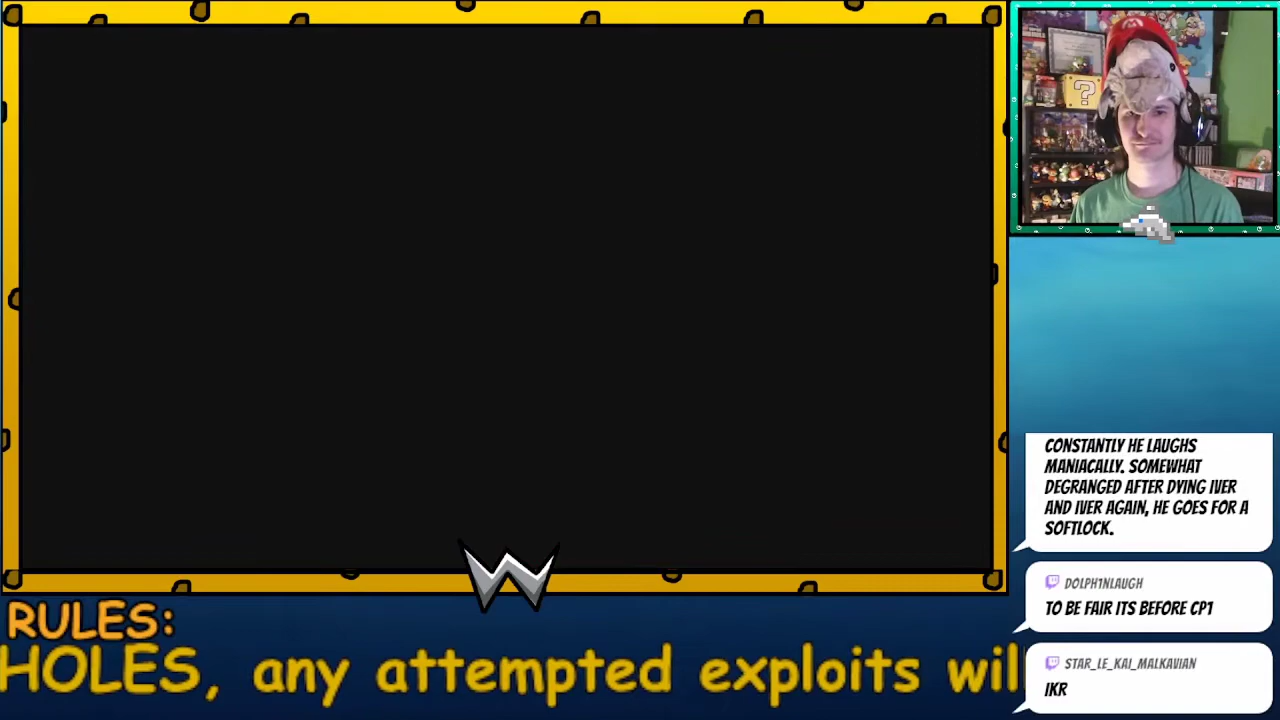 CONSTANTLY HE LAUGHS
MANIACALLY. SOMEWHAT
DEGRANGED AFTER DYING IVER
AND IVER AGAIN, HE GOES FOR A
SOFTLOCK.
DOLPH1NLAUGH
TO BE FAIR ITS BEFORE CP1
STAR_LE_KAI_MALKAVIAN
IKR
RULES:
HOLES, any attempted exploits wil